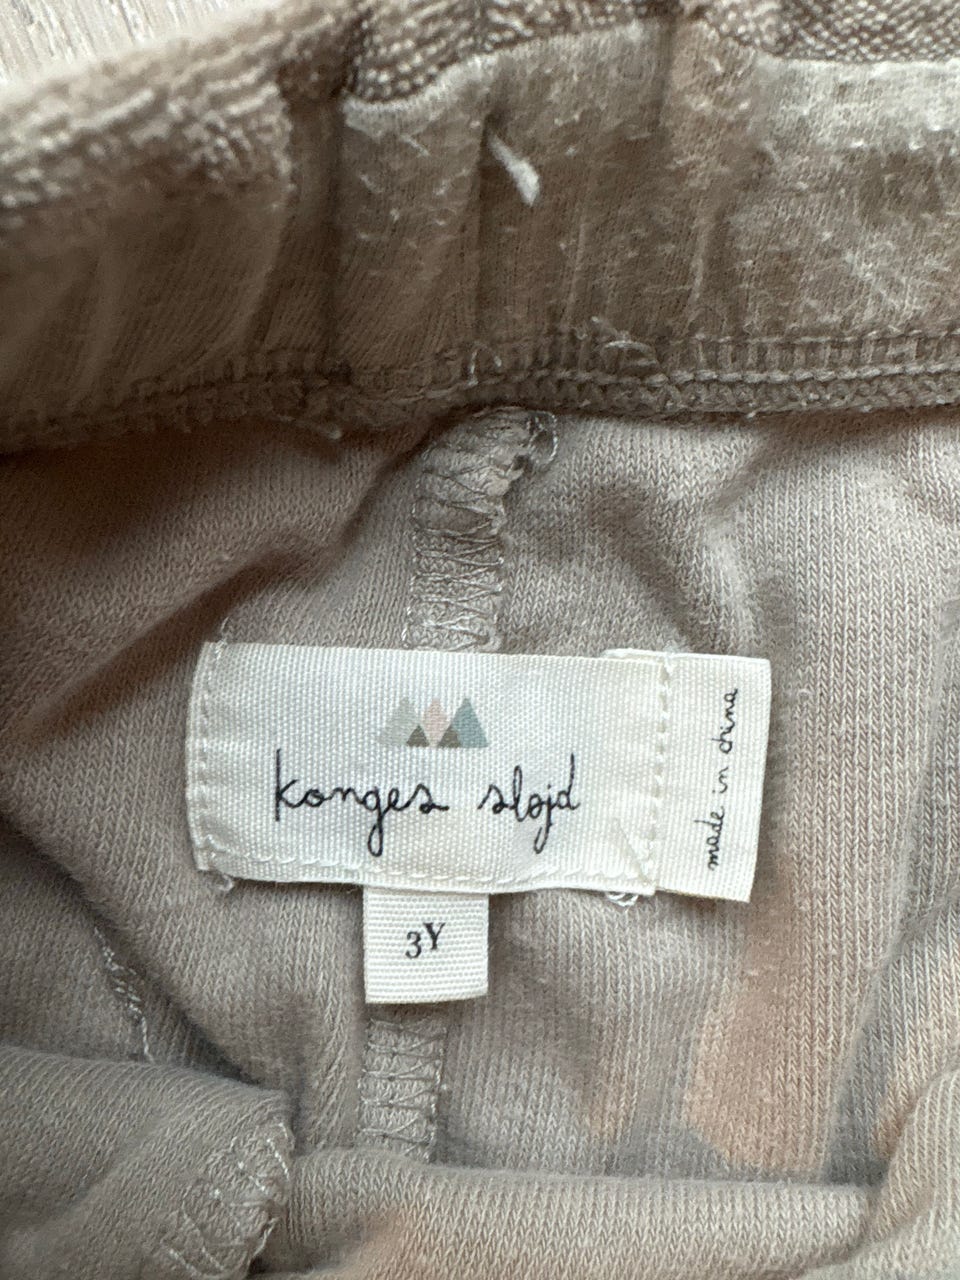 konges sløjd
made in china
3Y